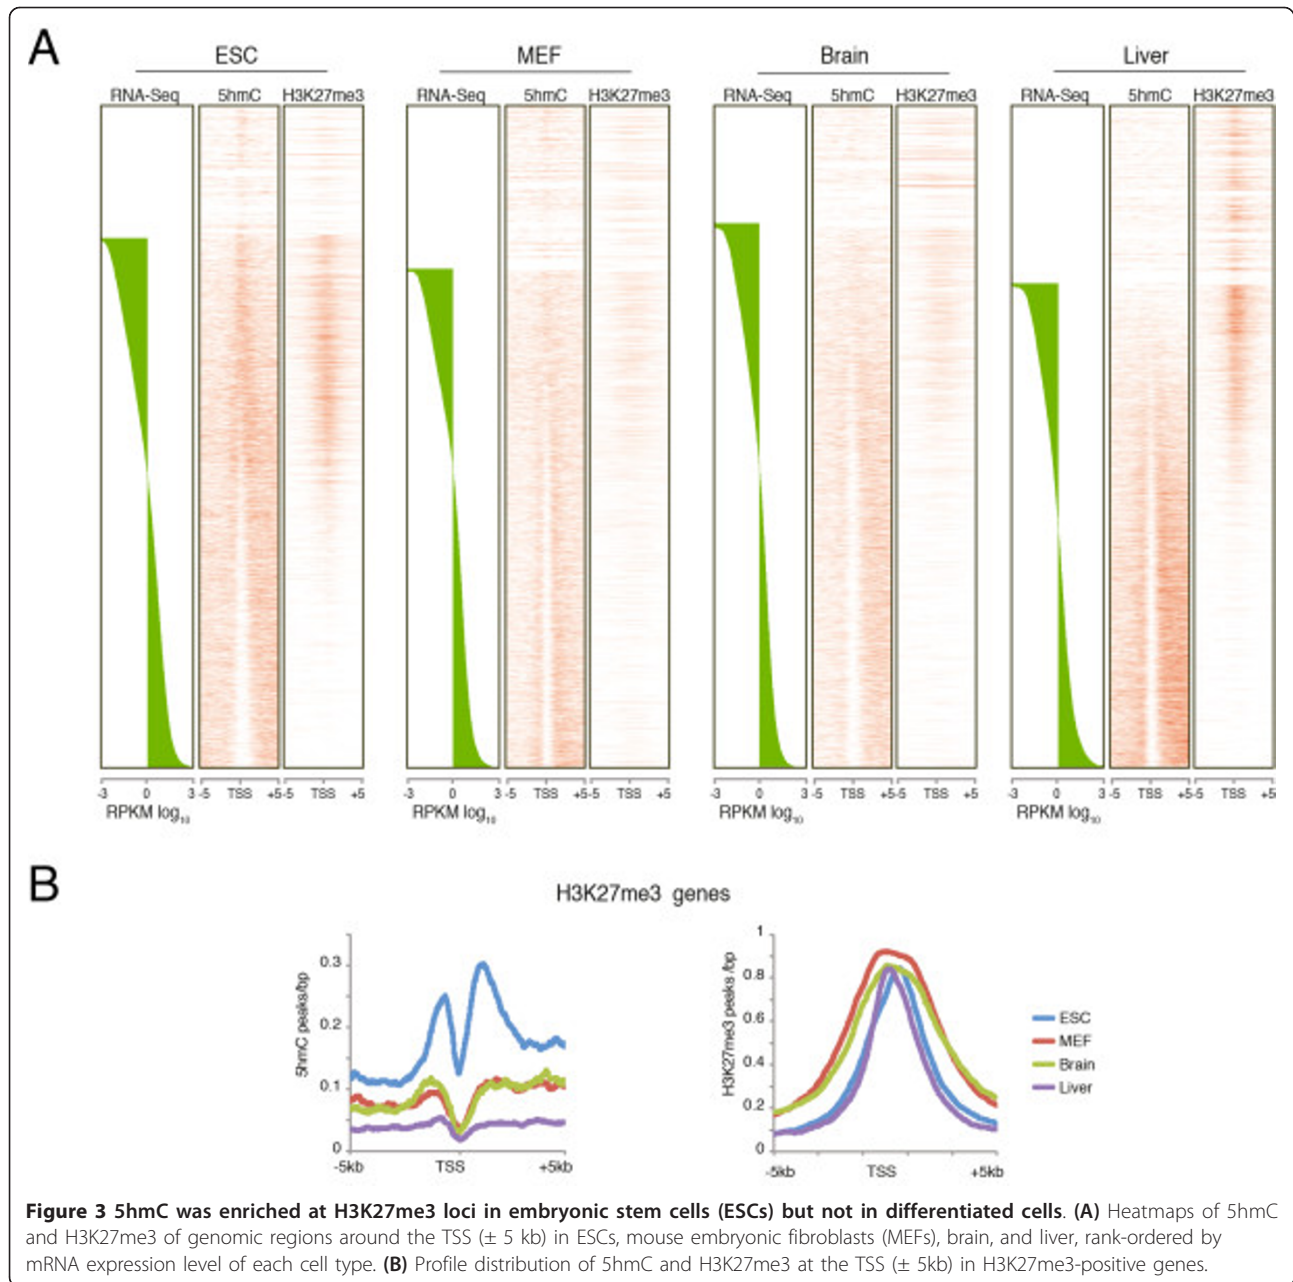 A
ESC MEF Brain Liver
RNA-Seq 5hmC H3K27me3 RNA-Seq 5hmC H3K27me3 RNA-Seq 5hmC H3K27me3 RNA-Seq 5hmC H3K27me3
-3 0 3 -5 TSS +5 -5 TSS +5 -3 0 3 -5 TSS +5 -5 TSS +5 -3 0 3 -5 TSS +5 -5 TSS +5 -3 0 3 -5 TSS +5 -5 TSS +5
RPKM log₁₀ RPKM log₁₀ RPKM log₁₀ RPKM log₁₀
B
H3K27me3 genes
5hmC peaks/bp
0.3
0.2
0.1
0
-5kb TSS +5kb
H3K27me3 peaks/bp
1
0.8
0.6
0.4
0.2
0
-5kb TSS +5kb
ESC
MEF
Brain
Liver
Figure 3 5hmC was enriched at H3K27me3 loci in embryonic stem cells (ESCs) but not in differentiated cells. (A) Heatmaps of 5hmC
and H3K27me3 of genomic regions around the TSS (± 5 kb) in ESCs, mouse embryonic fibroblasts (MEFs), brain, and liver, rank-ordered by
mRNA expression level of each cell type. (B) Profile distribution of 5hmC and H3K27me3 at the TSS (± 5kb) in H3K27me3-positive genes.